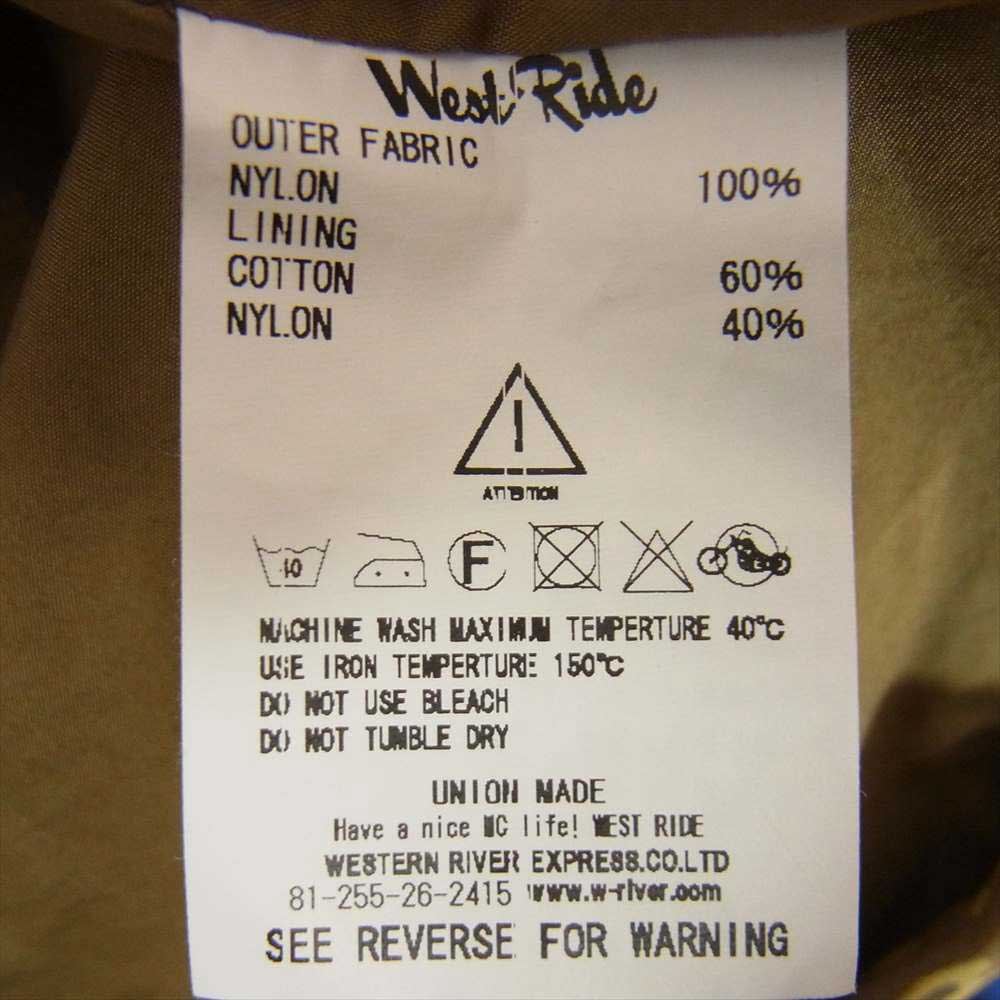 West Ride
OUTER FABRIC
NYLON 100%
LINING
COTTON 60%
NYLON 40%
ATTENTION
40
F
MACHINE WASH MAXIMUM TEMPERTURE 40℃
USE IRON TEMPERTURE 150℃
DO NOT USE BLEACH
DO NOT TUMBLE DRY
UNION MADE
Have a nice MC life! WEST RIDE
WESTERN RIVER EXPRESS.CO.LTD
81-255-26-2415 www.w-river.com
SEE REVERSE FOR WARNING